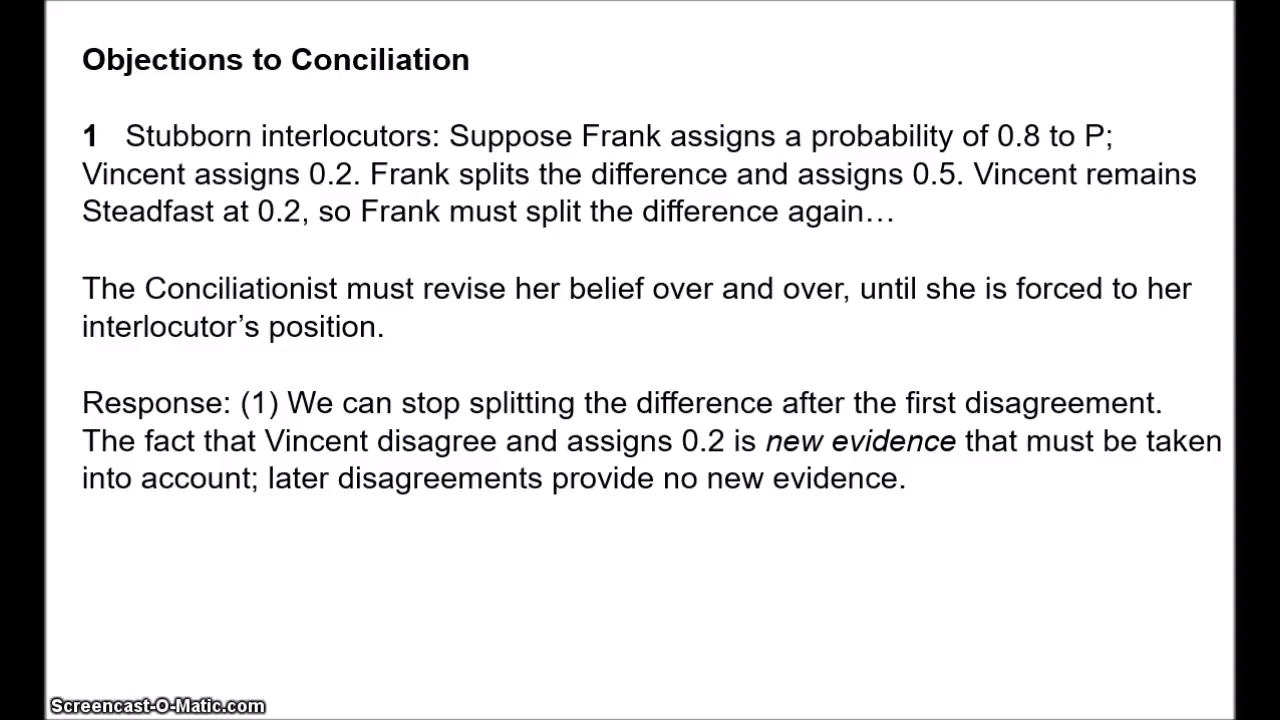 Objections to Conciliation
1 Stubborn interlocutors: Suppose Frank assigns a probability of 0.8 to P;
Vincent assigns 0.2. Frank splits the difference and assigns 0.5. Vincent remains
Steadfast at 0.2, so Frank must split the difference again…
The Conciliationist must revise her belief over and over, until she is forced to her
interlocutor’s position.
Response: (1) We can stop splitting the difference after the first disagreement.
The fact that Vincent disagree and assigns 0.2 is new evidence that must be taken
into account; later disagreements provide no new evidence.
Screencast-O-Matic.com